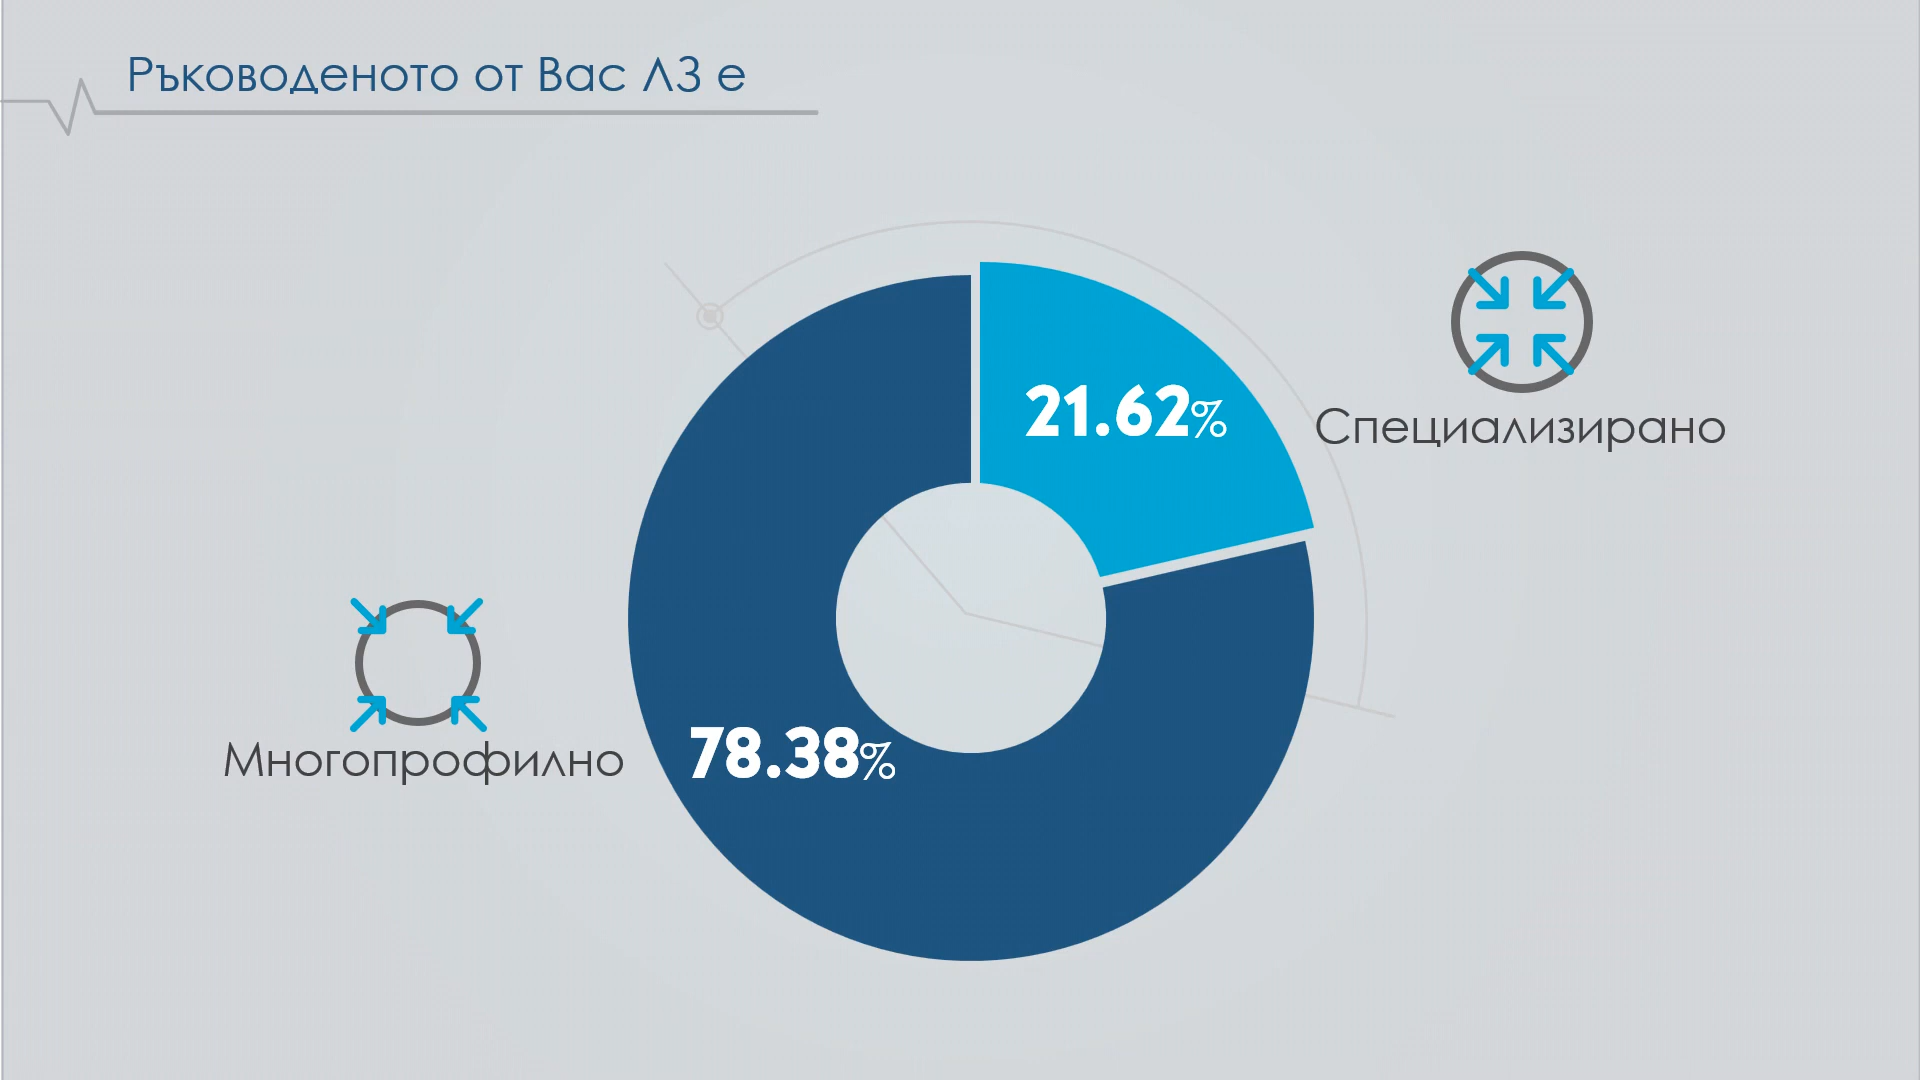 Ръководеното от Вас ЛЗ е
21.62%
Специализирано
Многопрофилно
78.38%